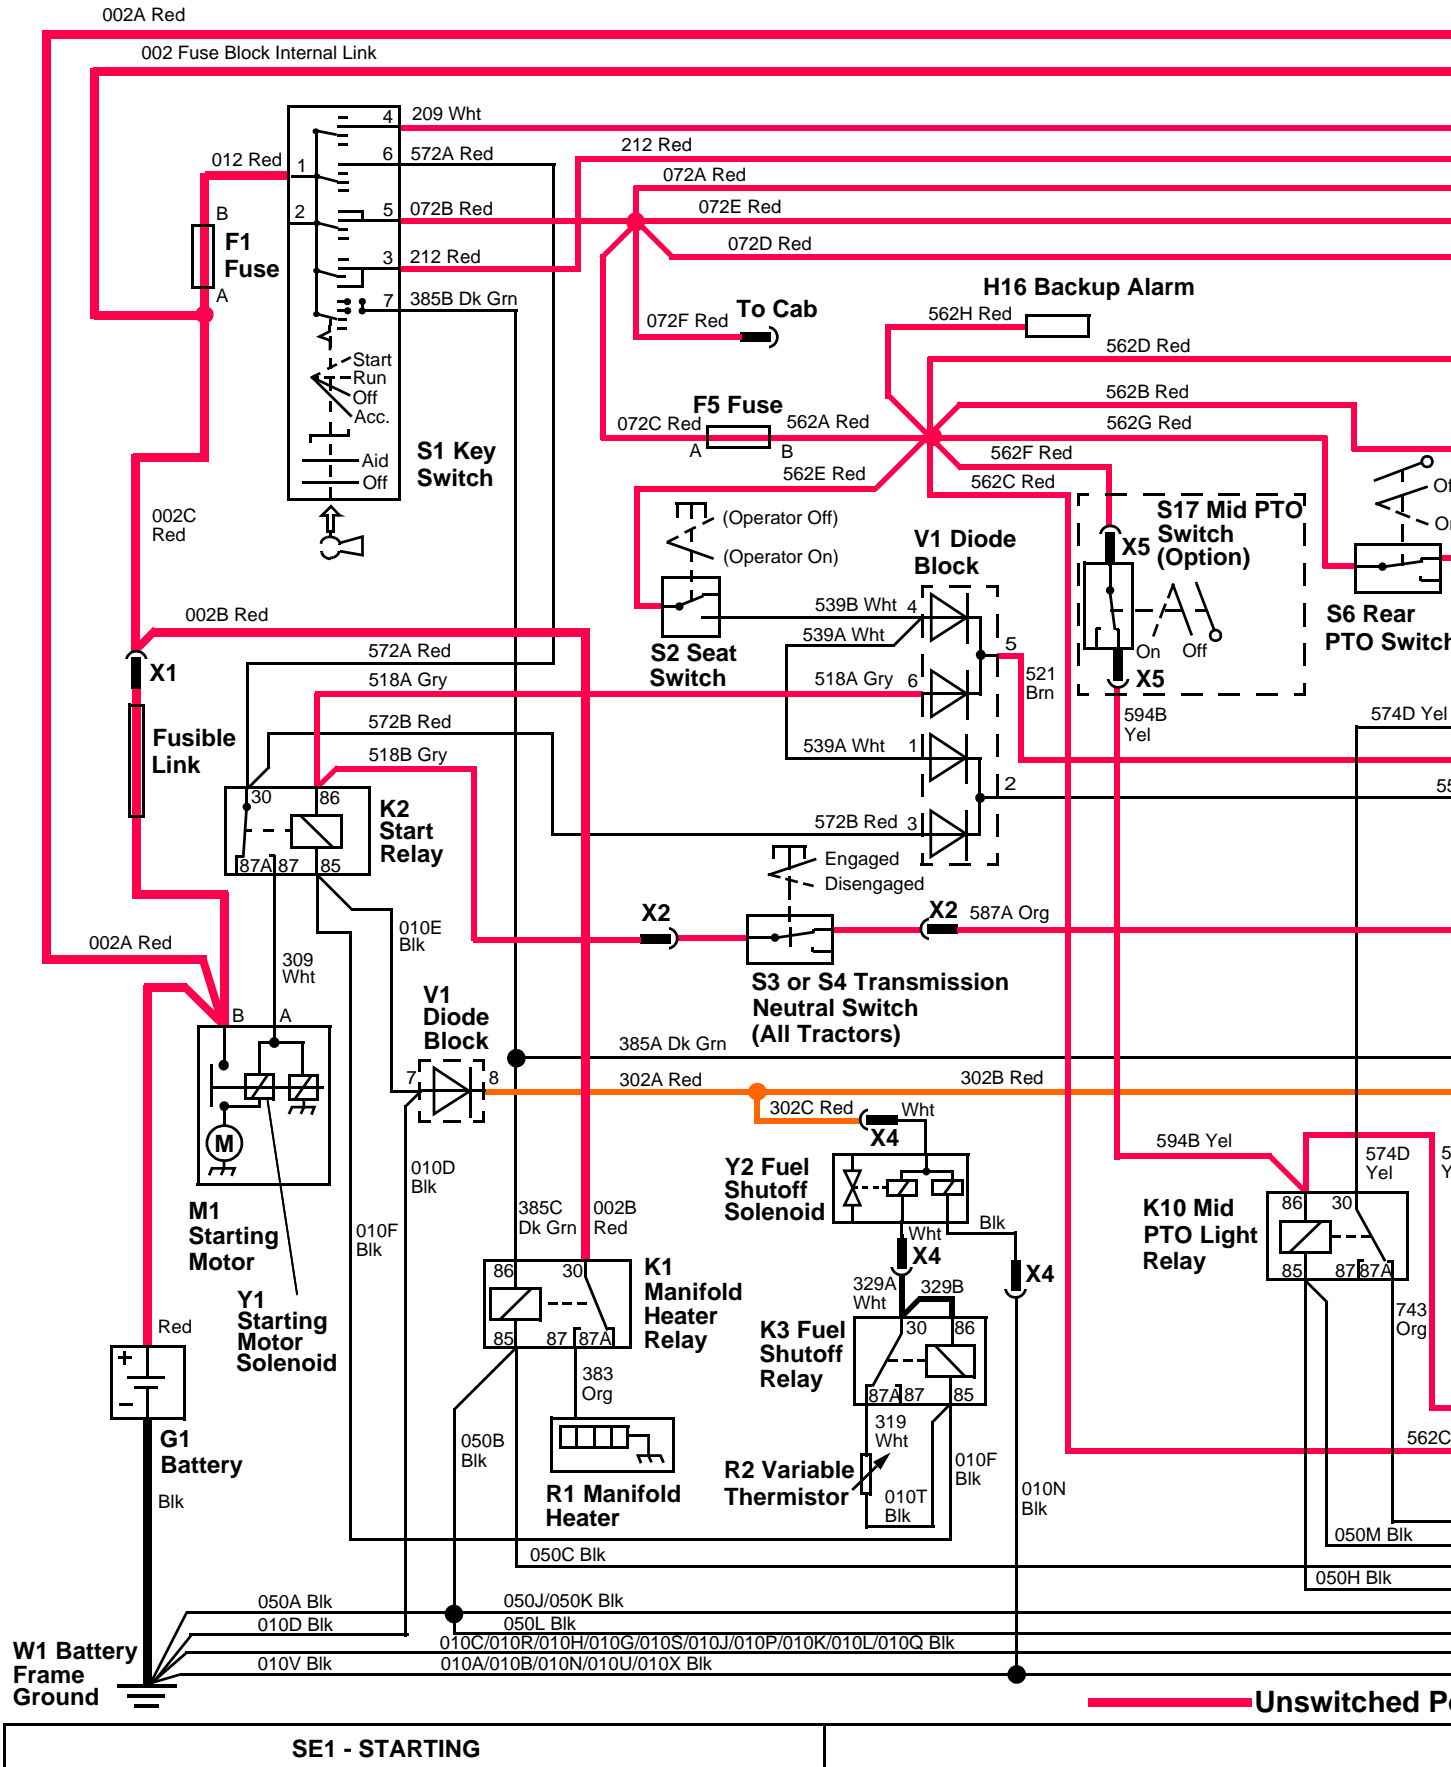 002A Red
002 Fuse Block Internal Link
4
209 Wht
6
572A Red
212 Red
012 Red
1
072A Red
2
5
072B Red
072E Red
B
F1
Fuse
072D Red
3
212 Red
A
7
385B Dk Grn
H16 Backup Alarm
072F Red
To Cab
562H Red
562D Red
Start
Run
Off
Acc.
562B Red
F5 Fuse
072C Red
562A Red
562G Red
A
B
S1 Key
Switch
Aid
Off
562E Red
562F Red
562C Red
002C
Red
(Operator Off)
(Operator On)
V1 Diode
Block
X5
S17 Mid PTO
Switch
(Option)
539B Wht
4
002B Red
539A Wht
S6 Rear
PTO Switch
572A Red
S2 Seat
Switch
5
On
Off
X1
518A Gry
518A Gry
6
521
Brn
X5
572B Red
594B
Yel
574D Yel
Fusible
Link
518B Gry
539A Wht
1
2
30
86
K2
Start
Relay
572B Red
3
87A
87
85
Engaged
Disengaged
010E
Blk
X2
X2
587A Org
002A Red
309
Wht
S3 or S4 Transmission
Neutral Switch
(All Tractors)
V1
Diode
Block
B
A
385A Dk Grn
7
8
302A Red
302B Red
302C Red
Wht
X4
M
010D
Blk
594B Yel
574D
Yel
Y2 Fuel
Shutoff
Solenoid
M1
Starting
Motor
010F
Blk
385C
Dk Grn
002B
Red
Wht
Blk
K10 Mid
PTO Light
Relay
86
30
X4
X4
85
87
87A
86
30
K1
Manifold
Heater
Relay
329A
Wht
329B
Y1
Starting
Motor
Solenoid
743
Org
Red
85
87
87A
K3 Fuel
Shutoff
Relay
30
86
+
−
383
Org
87A
87
85
G1
Battery
050B
Blk
319
Wht
562C
R2 Variable
Thermistor
010F
Blk
Blk
R1 Manifold
Heater
010T
Blk
010N
Blk
050M Blk
050C Blk
050H Blk
050A Blk
050J/050K Blk
010D Blk
050L Blk
W1 Battery
Frame
Ground
010C/010R/010H/010G/010S/010J/010P/010K/010L/010Q Blk
010V Blk
010A/010B/010N/010U/010X Blk
Unswitched
SE1 - STARTING